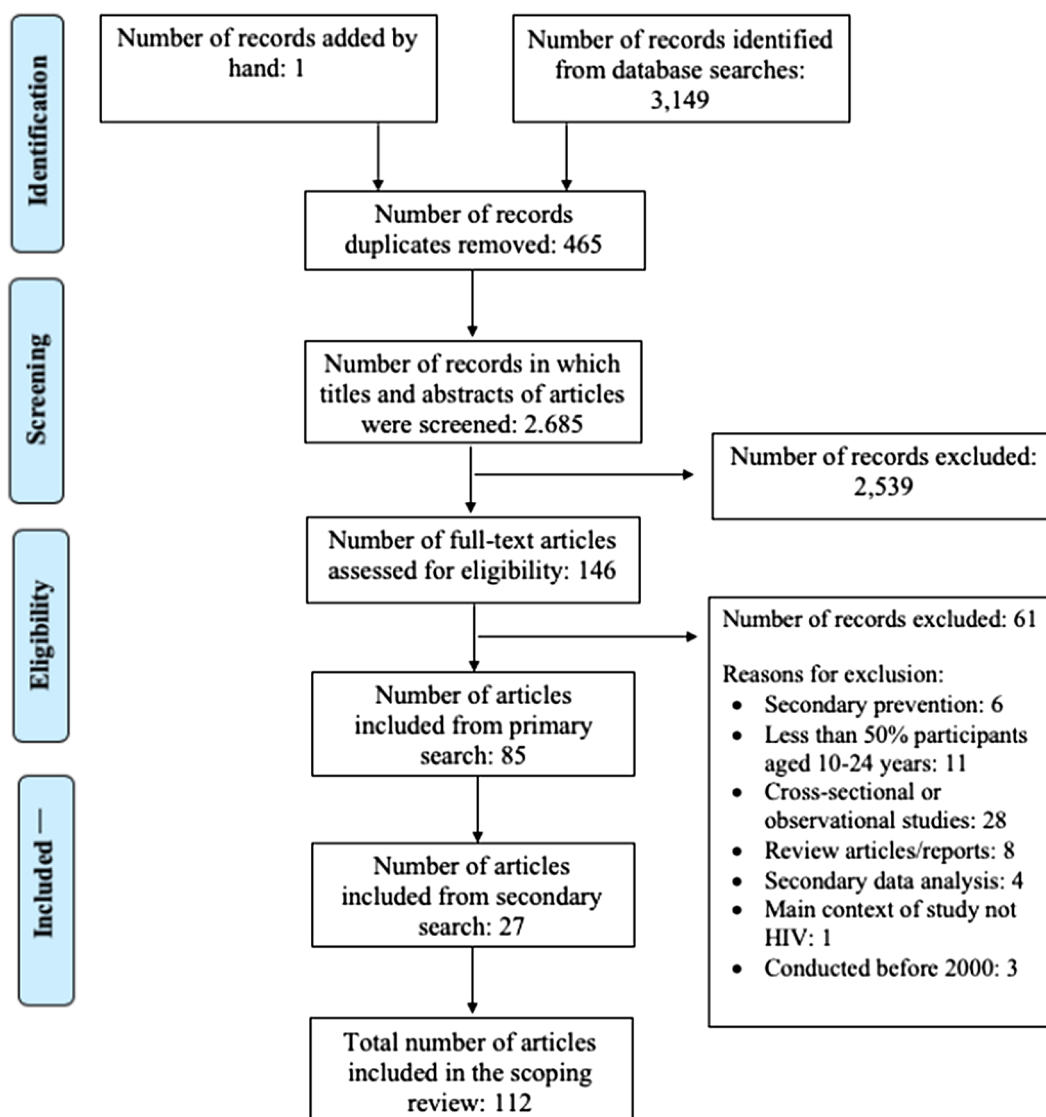 Identification
Number of records added by
hand: 1
Number of records identified
from database searches:
3,149
Number of records
duplicates removed: 465
Screening
Number of records in which
titles and abstracts of articles
were screened: 2.685
Number of records excluded:
2,539
Eligibility
Number of full-text articles
assessed for eligibility: 146
Number of records excluded: 61
Reasons for exclusion:
• Secondary prevention: 6
• Less than 50% participants
aged 10-24 years: 11
• Cross-sectional or
observational studies: 28
• Review articles/reports: 8
• Secondary data analysis: 4
• Main context of study not
HIV: 1
• Conducted before 2000: 3
Number of articles
included from primary
search: 85
Included —
Number of articles
included from secondary
search: 27
Total number of articles
included in the scoping
review: 112